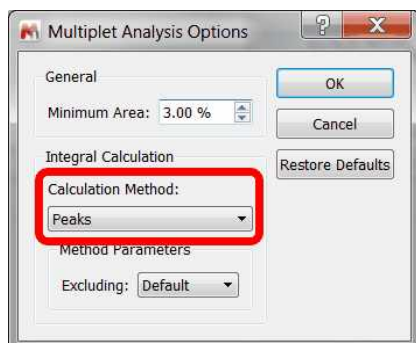 Multiplet Analysis Options
?
X
General
Minimum Area: 3.00 %
OK
Cancel
Restore Defaults
Integral Calculation
Calculation Method:
Peaks
Method Parameters
Excluding: Default